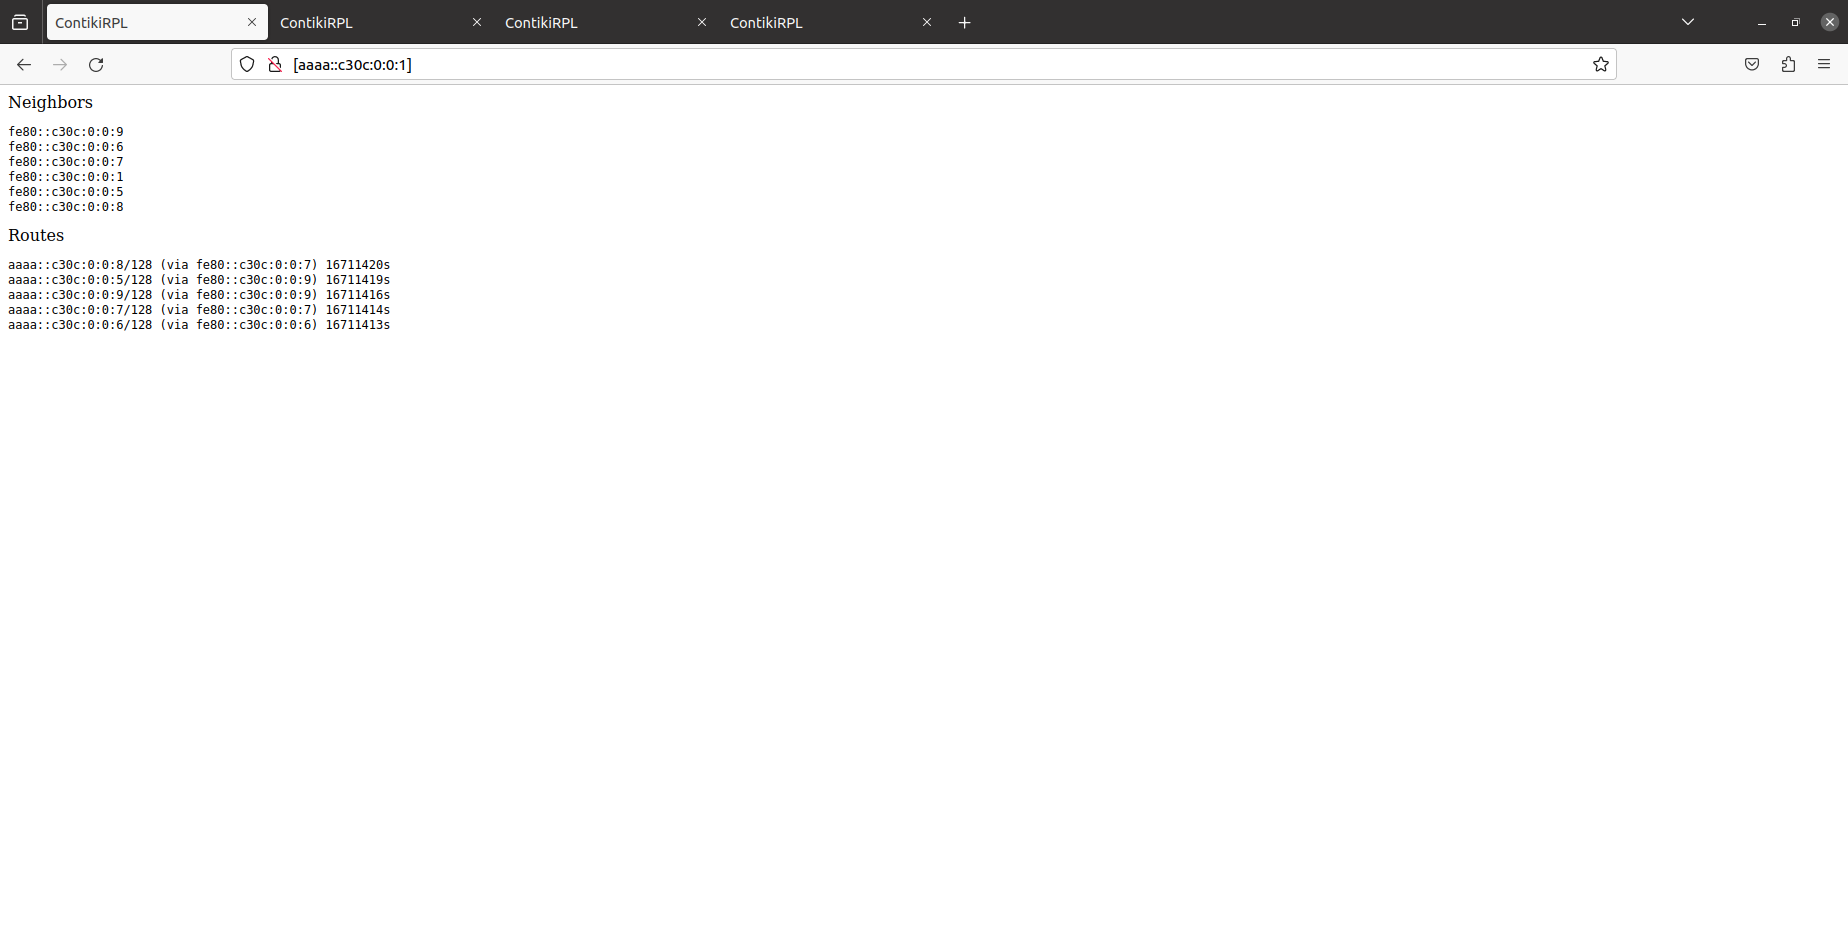 ContikiRPL ContikiRPL ContikiRPL ContikiRPL
[aaaa::c30c:0:0:1]
Neighbors
fe80::c30c:0:0:9
fe80::c30c:0:0:6
fe80::c30c:0:0:7
fe80::c30c:0:0:1
fe80::c30c:0:0:5
fe80::c30c:0:0:8
Routes
aaaa::c30c:0:0:8/128 (via fe80::c30c:0:0:7) 16711420s
aaaa::c30c:0:0:5/128 (via fe80::c30c:0:0:9) 16711419s
aaaa::c30c:0:0:9/128 (via fe80::c30c:0:0:9) 16711416s
aaaa::c30c:0:0:7/128 (via fe80::c30c:0:0:7) 16711414s
aaaa::c30c:0:0:6/128 (via fe80::c30c:0:0:6) 16711413s